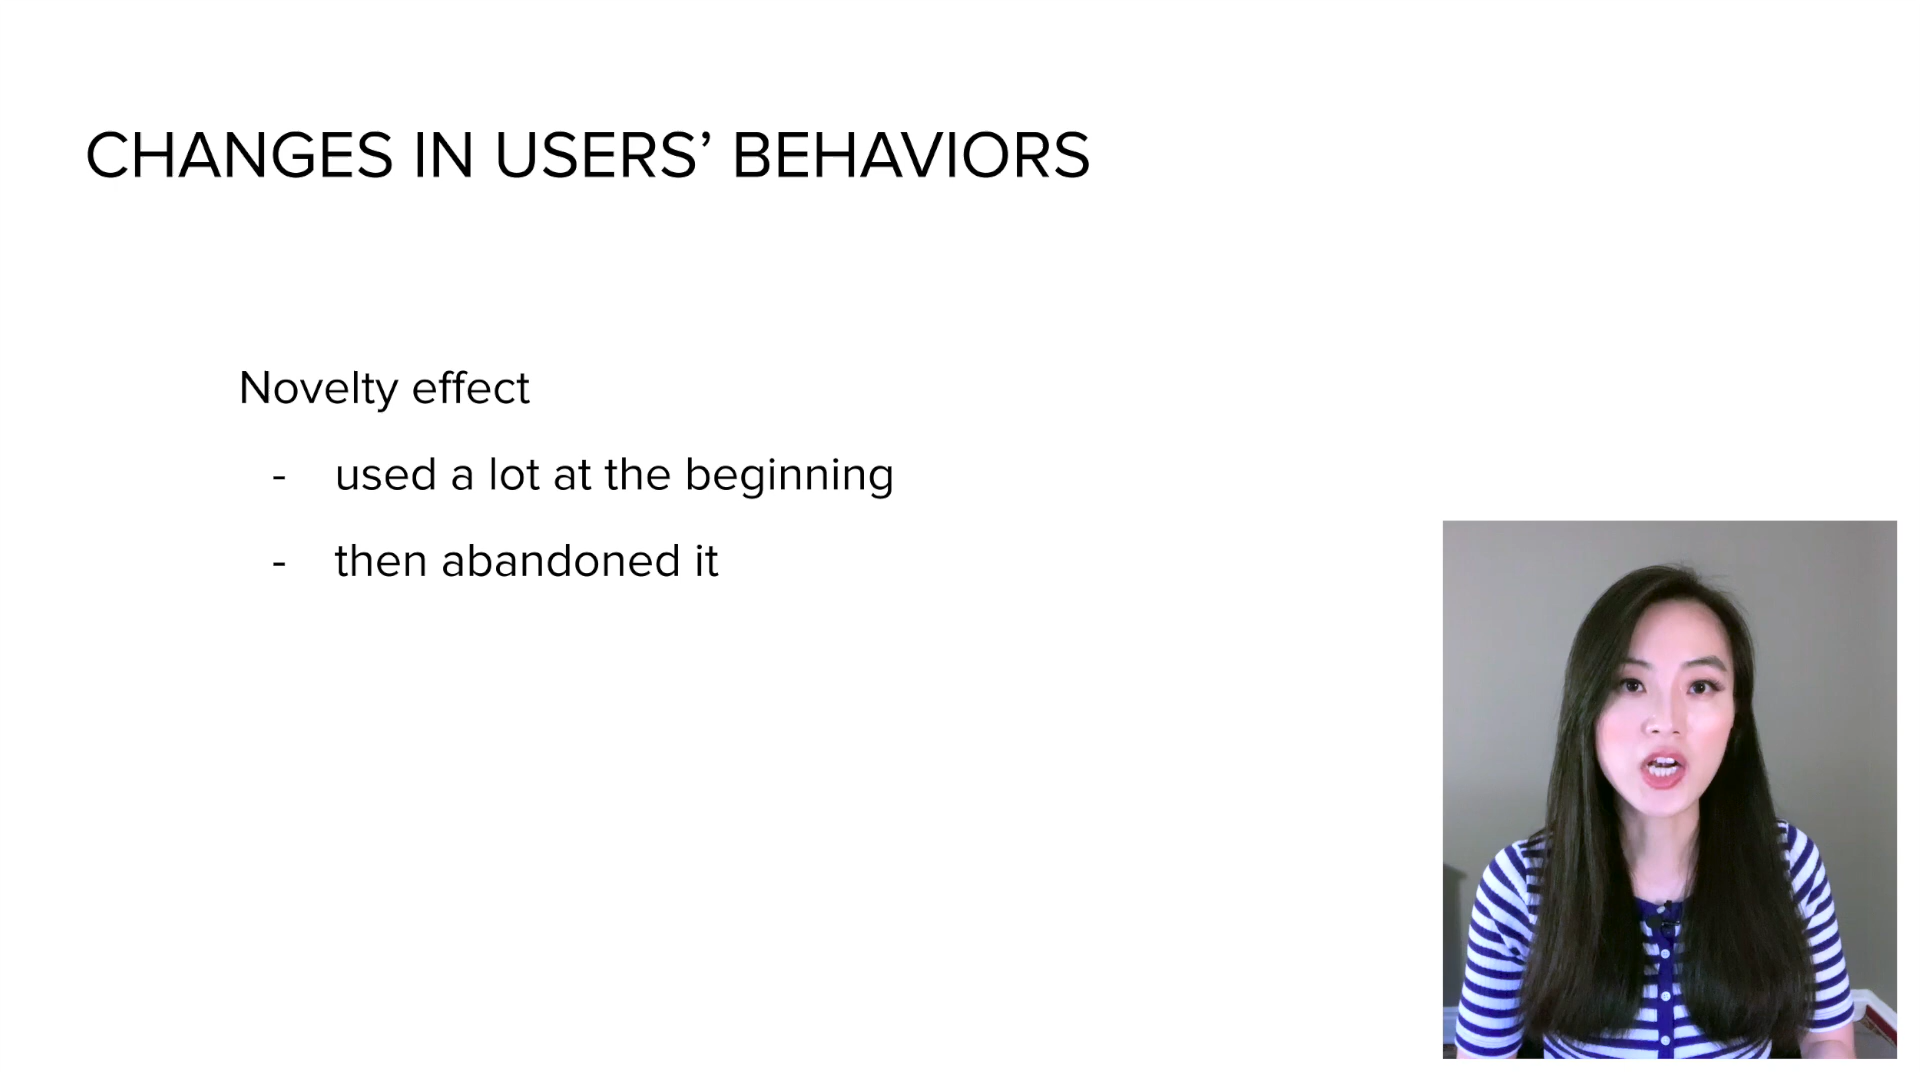 CHANGES IN USERS’ BEHAVIORS
Novelty effect
- used a lot at the beginning
- then abandoned it